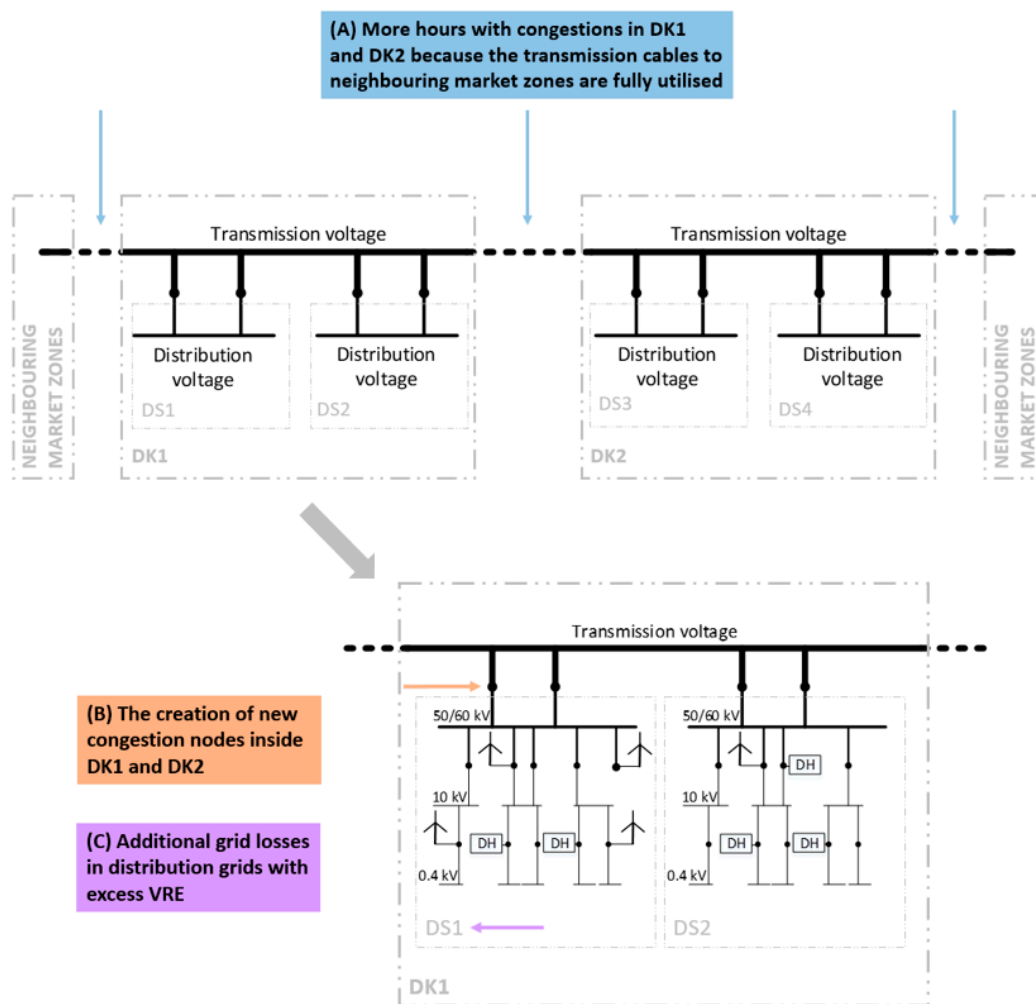 (A) More hours with congestions in DK1
and DK2 because the transmission cables to
neighbouring market zones are fully utilised
NEIGHBOURING
MARKET ZONES
Transmission voltage
Distribution
voltage
DS1
Distribution
voltage
DS2
DK1
Transmission voltage
Distribution
voltage
DS3
Distribution
voltage
DS4
DK2
NEIGHBOURING
MARKET ZONES
Transmission voltage
(B) The creation of new
congestion nodes inside
DK1 and DK2
(C) Additional grid losses
in distribution grids with
excess VRE
50/60 kV
10 kV
DH
DH
0.4 kV
DS1
50/60 kV
DH
10 kV
DH
DH
0.4 kV
DS2
DK1